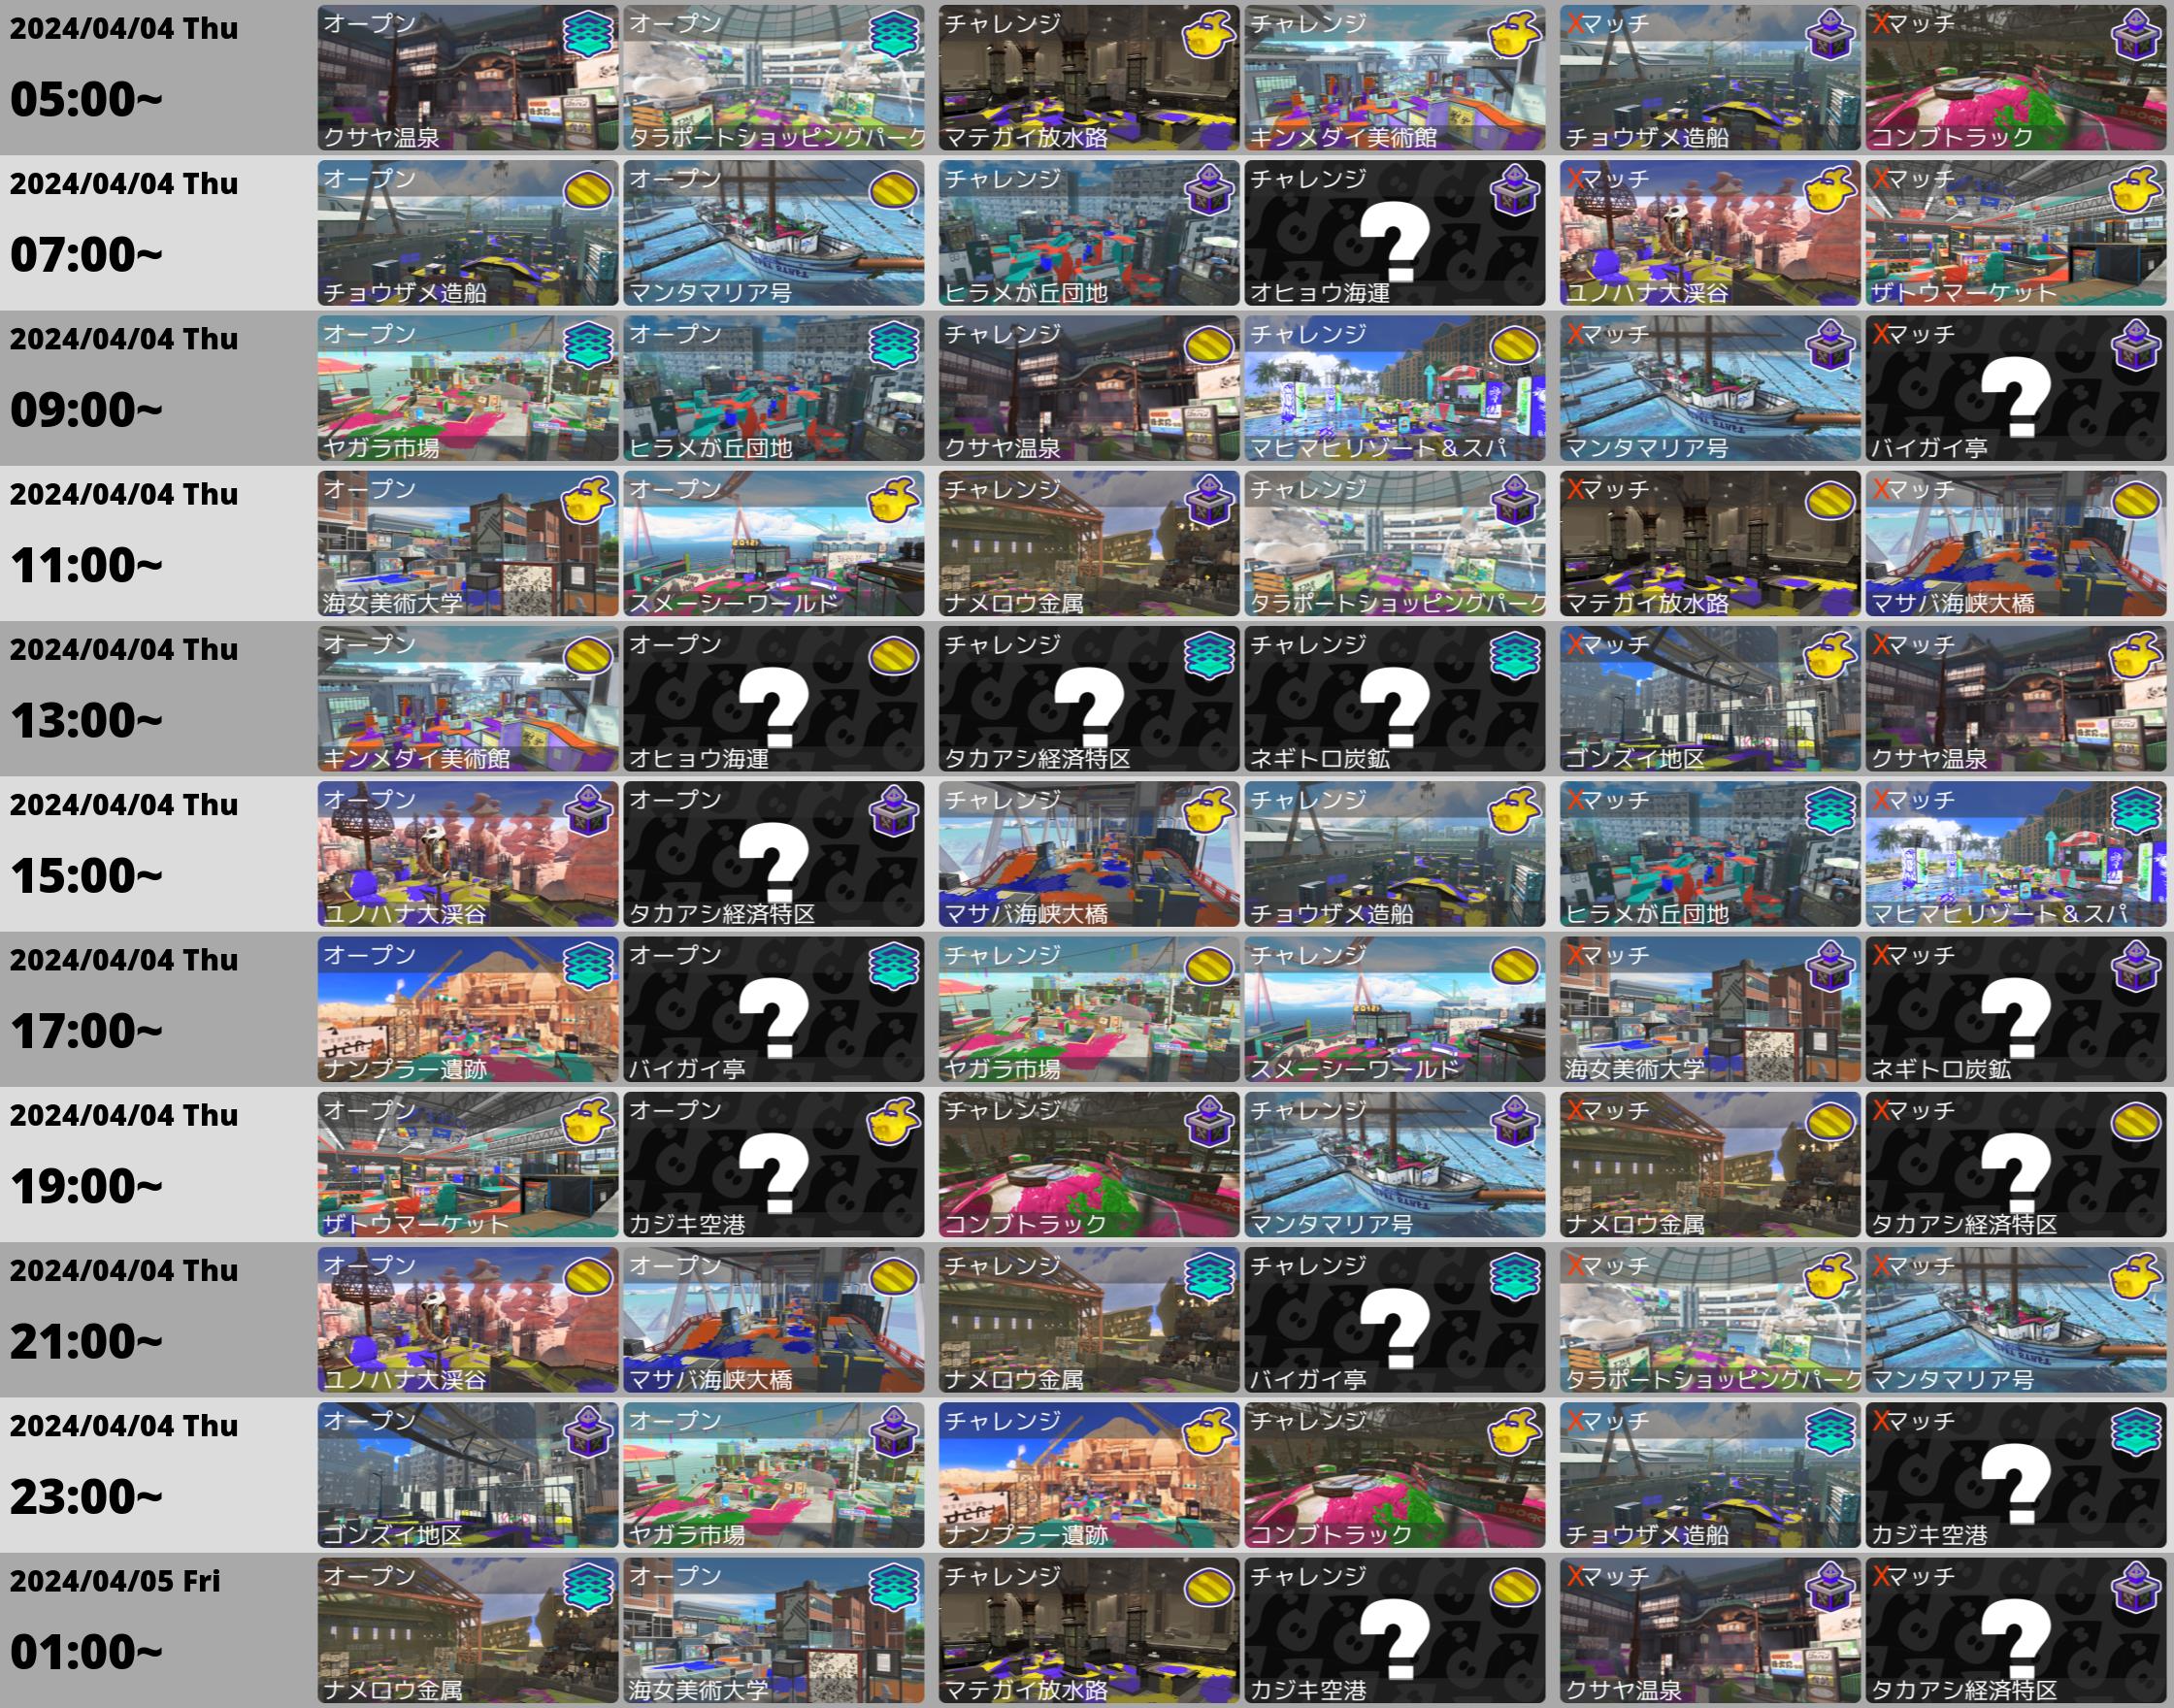 2024/04/04 Thu
05:00~
オープン
クサヤ温泉
オープン
タラポートショッピングパーク
チャレンジ
マテガイ放水路
チャレンジ
キンメダイ美術館
Xマッチ
チョウザメ造船
Xマッチ
コンブトラック
2024/04/04 Thu
07:00~
オープン
チョウザメ造船
オープン
マンタマリア号
チャレンジ
ヒラメが丘団地
チャレンジ
?
オヒョウ海運
Xマッチ
ユノハナ大渓谷
Xマッチ
ザトウマーケット
2024/04/04 Thu
09:00~
オープン
ヤガラ市場
オープン
ヒラメが丘団地
チャレンジ
クサヤ温泉
チャレンジ
マヒマヒリゾート＆スパ
Xマッチ
マンタマリア号
Xマッチ
?
バイガイ亭
2024/04/04 Thu
11:00~
オープン
海女美術大学
オープン
スメーシーワールド
チャレンジ
ナメロウ金属
チャレンジ
タラポートショッピングパーク
Xマッチ
マテガイ放水路
Xマッチ
マサバ海峡大橋
2024/04/04 Thu
13:00~
オープン
キンメダイ美術館
オープン
?
オヒョウ海運
チャレンジ
?
タカアシ経済特区
チャレンジ
?
ネギトロ炭鉱
Xマッチ
ゴンズイ地区
Xマッチ
クサヤ温泉
2024/04/04 Thu
15:00~
オープン
ユノハナ大渓谷
オープン
?
タカアシ経済特区
チャレンジ
マサバ海峡大橋
チャレンジ
チョウザメ造船
Xマッチ
ヒラメが丘団地
Xマッチ
マヒマヒリゾート＆スパ
2024/04/04 Thu
17:00~
オープン
ナンプラー遺跡
オープン
?
バイガイ亭
チャレンジ
ヤガラ市場
チャレンジ
スメーシーワールド
Xマッチ
海女美術大学
Xマッチ
?
ネギトロ炭鉱
2024/04/04 Thu
19:00~
オープン
ザトウマーケット
オープン
?
カジキ空港
チャレンジ
コンブトラック
チャレンジ
マンタマリア号
Xマッチ
ナメロウ金属
Xマッチ
?
タカアシ経済特区
2024/04/04 Thu
21:00~
オープン
ユノハナ大渓谷
オープン
マサバ海峡大橋
チャレンジ
ナメロウ金属
チャレンジ
?
バイガイ亭
Xマッチ
タラポートショッピングパーク
Xマッチ
マンタマリア号
2024/04/04 Thu
23:00~
オープン
ゴンズイ地区
オープン
ヤガラ市場
チャレンジ
ナンプラー遺跡
チャレンジ
コンブトラック
Xマッチ
チョウザメ造船
Xマッチ
?
カジキ空港
2024/04/05 Fri
01:00~
オープン
ナメロウ金属
オープン
海女美術大学
チャレンジ
マテガイ放水路
チャレンジ
?
カジキ空港
Xマッチ
クサヤ温泉
Xマッチ
?
タカアシ経済特区